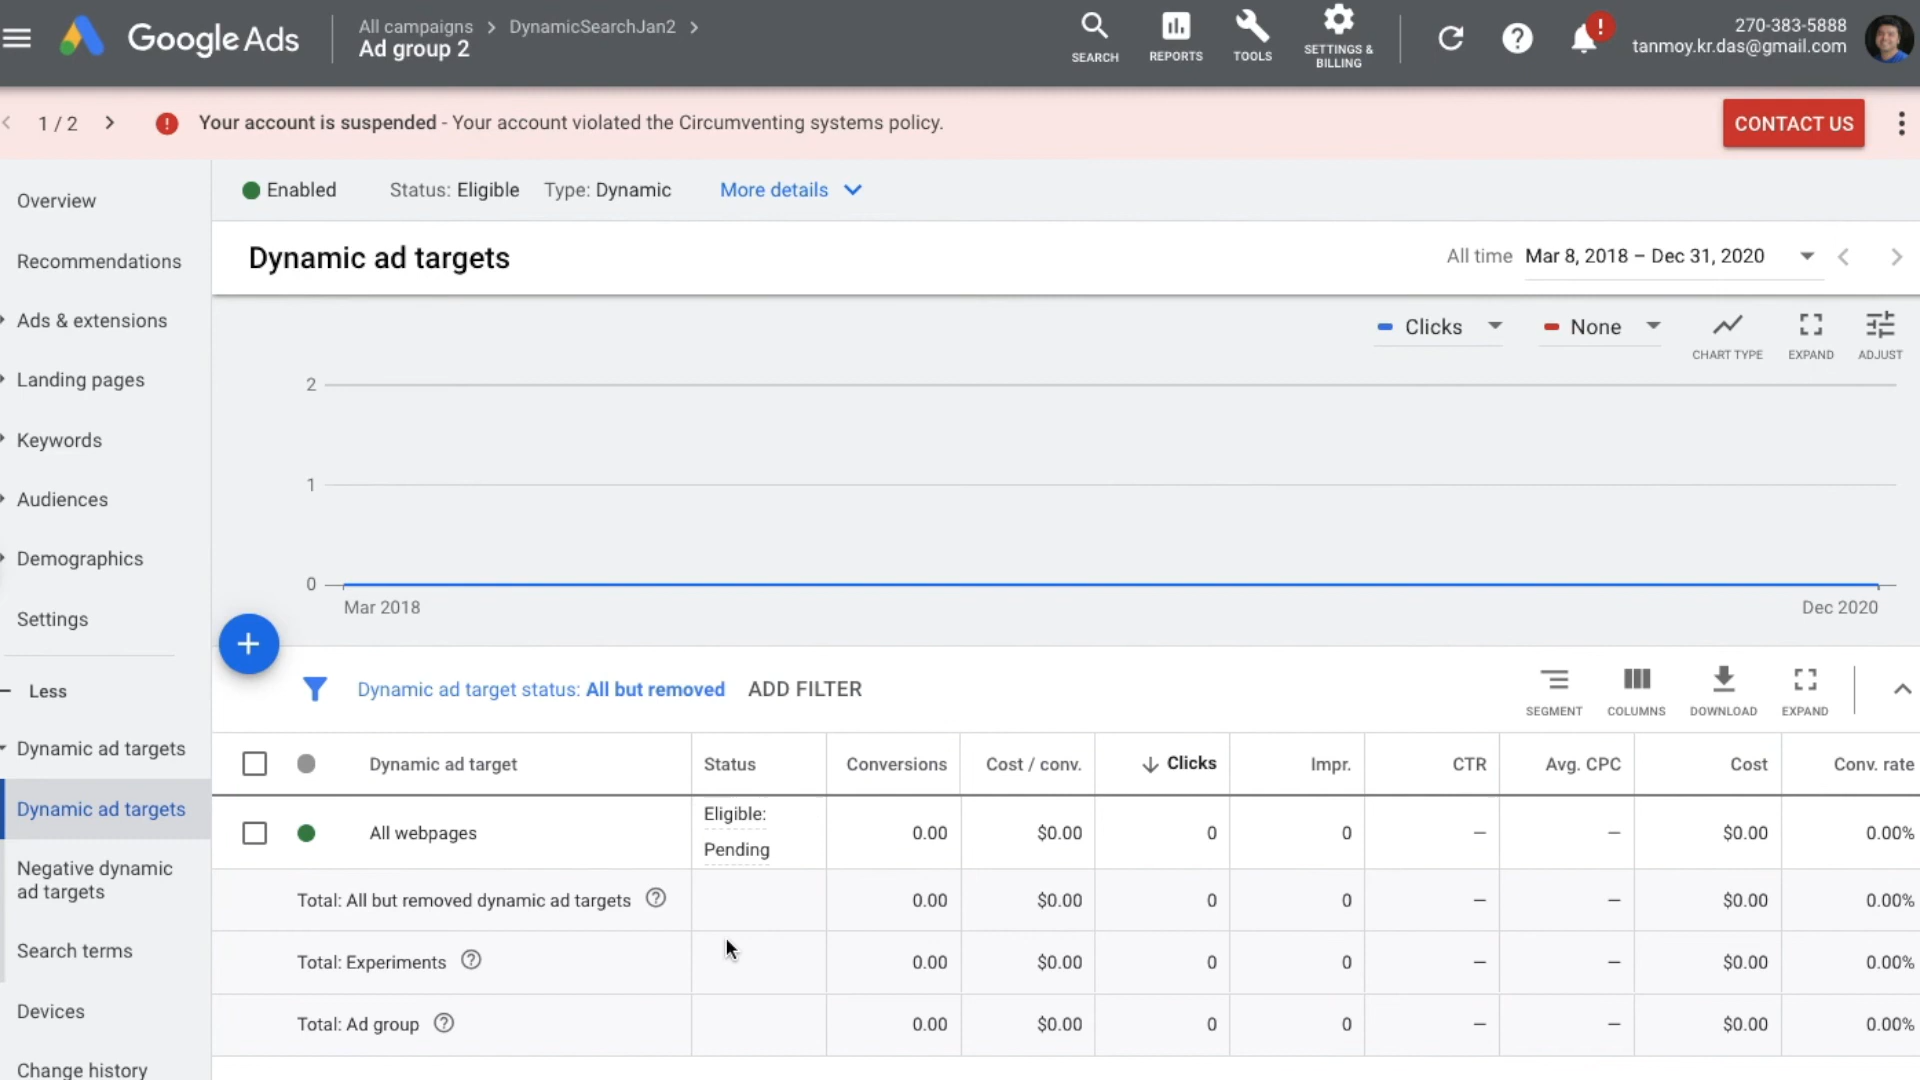 Google Ads
All campaigns > DynamicSearchJan2 >
Ad group 2
SEARCH
REPORTS
TOOLS
SETTINGS &
BILLING
?
!
270-383-5888
tanmoy.kr.das@gmail.com
< 1 / 2 >
! Your account is suspended - Your account violated the Circumventing systems policy.
CONTACT US
Overview
Recommendations
Ads & extensions
Landing pages
Keywords
Audiences
Demographics
Settings
Less
Dynamic ad targets
Dynamic ad targets
Negative dynamic
ad targets
Search terms
Devices
Change history
Enabled Status: Eligible Type: Dynamic More details
Dynamic ad targets
All time Mar 8, 2018 – Dec 31, 2020
Clicks
None
CHART TYPE
EXPAND
ADJUST
2
1
0
Mar 2018
Dec 2020
+
Dynamic ad target status: All but removed ADD FILTER
SEGMENT
COLUMNS
DOWNLOAD
EXPAND
Dynamic ad target Status Conversions Cost / conv. ↓ Clicks Impr. CTR Avg. CPC Cost Conv. rate
All webpages Eligible: Pending 0.00 $0.00 0 0 — — $0.00 0.00%
Total: All but removed dynamic ad targets ? 0.00 $0.00 0 0 — — $0.00 0.00%
Total: Experiments ? 0.00 $0.00 0 0 — — $0.00 0.00%
Total: Ad group ? 0.00 $0.00 0 0 — — $0.00 0.00%